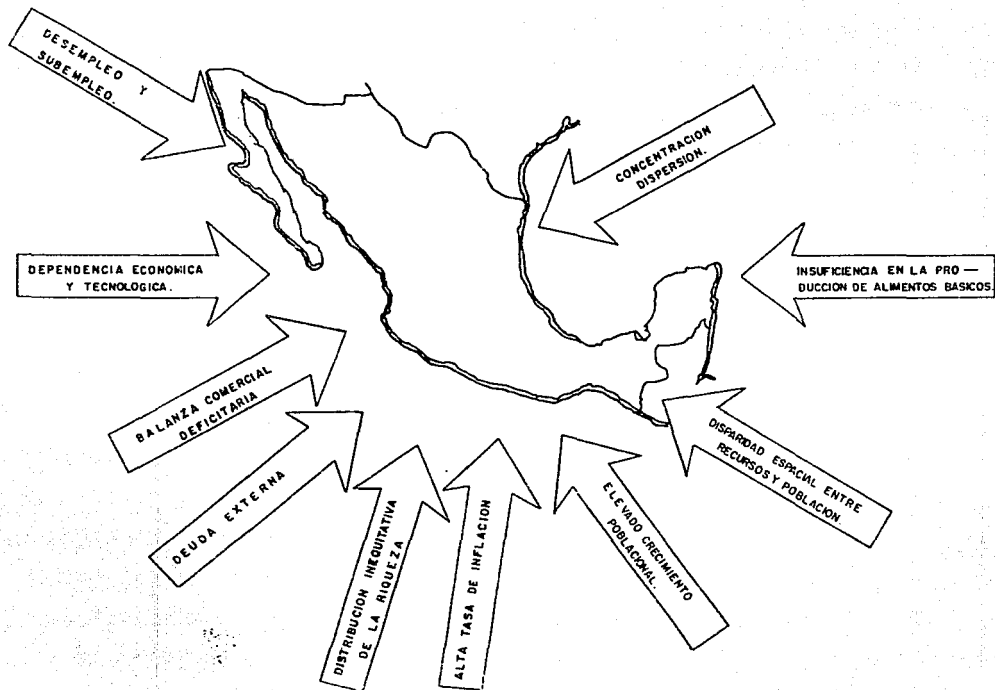 DESEMPLEO Y
SUBEMPLEO.
CONCENTRACION
DISPERSION.
DEPENDENCIA ECONOMICA
Y TECNOLOGICA.
INSUFICIENCIA EN LA PRO —
DUCCION DE ALIMENTOS BASICOS.
BALANZA COMERCIAL
DEFICITARIA
DEUDA EXTERNA
DISTRIBUCION INEQUITATIVA
DE LA RIQUEZA
ALTA TASA DE INFLACION
ELEVADO CRECIMIENTO
POBLACIONAL.
DISPARIDAD ESPACIAL ENTRE
RECURSOS Y POBLACION.